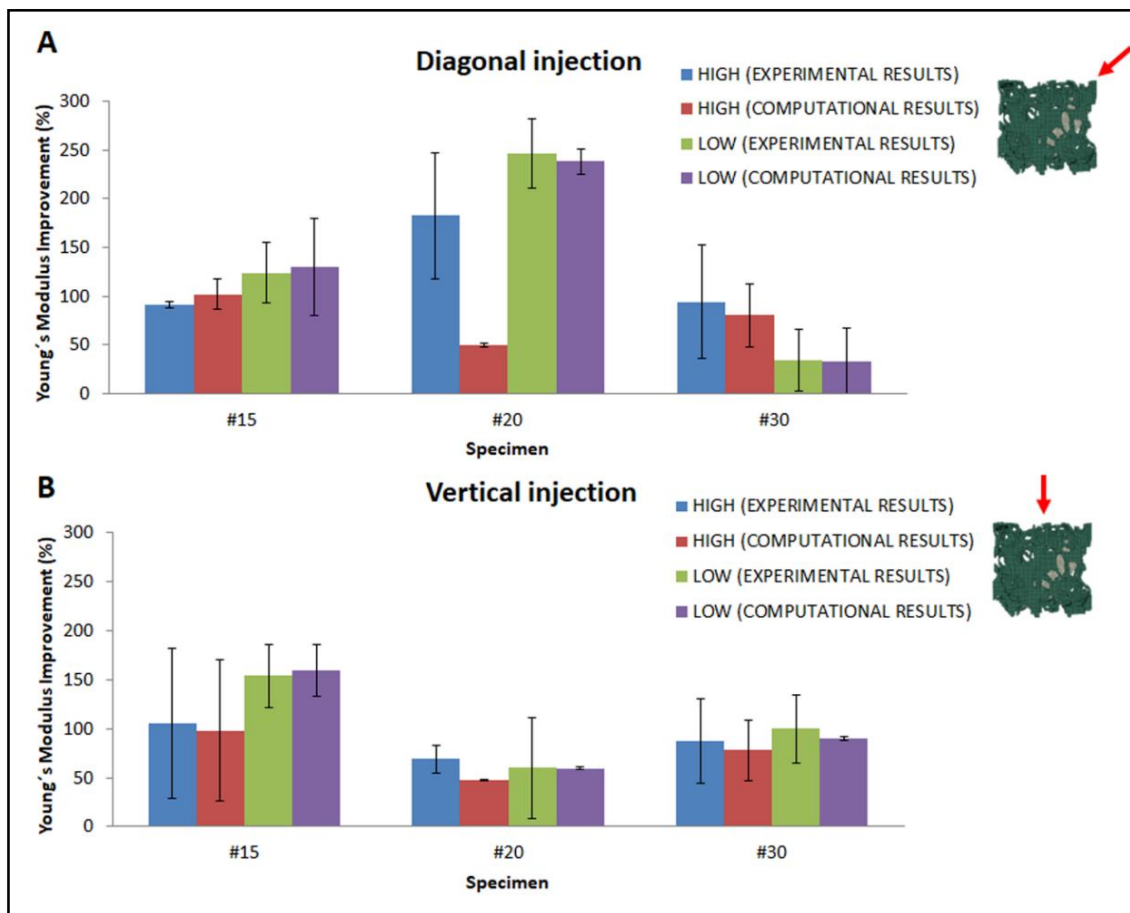 A
Diagonal injection
HIGH (EXPERIMENTAL RESULTS)
HIGH (COMPUTATIONAL RESULTS)
LOW (EXPERIMENTAL RESULTS)
LOW (COMPUTATIONAL RESULTS)
Young´s Modulus Improvement (%)
300
250
200
150
100
50
0
#15 #20 #30
Specimen
B
Vertical injection
HIGH (EXPERIMENTAL RESULTS)
HIGH (COMPUTATIONAL RESULTS)
LOW (EXPERIMENTAL RESULTS)
LOW (COMPUTATIONAL RESULTS)
Young´s Modulus Improvement (%)
300
250
200
150
100
50
0
#15 #20 #30
Specimen